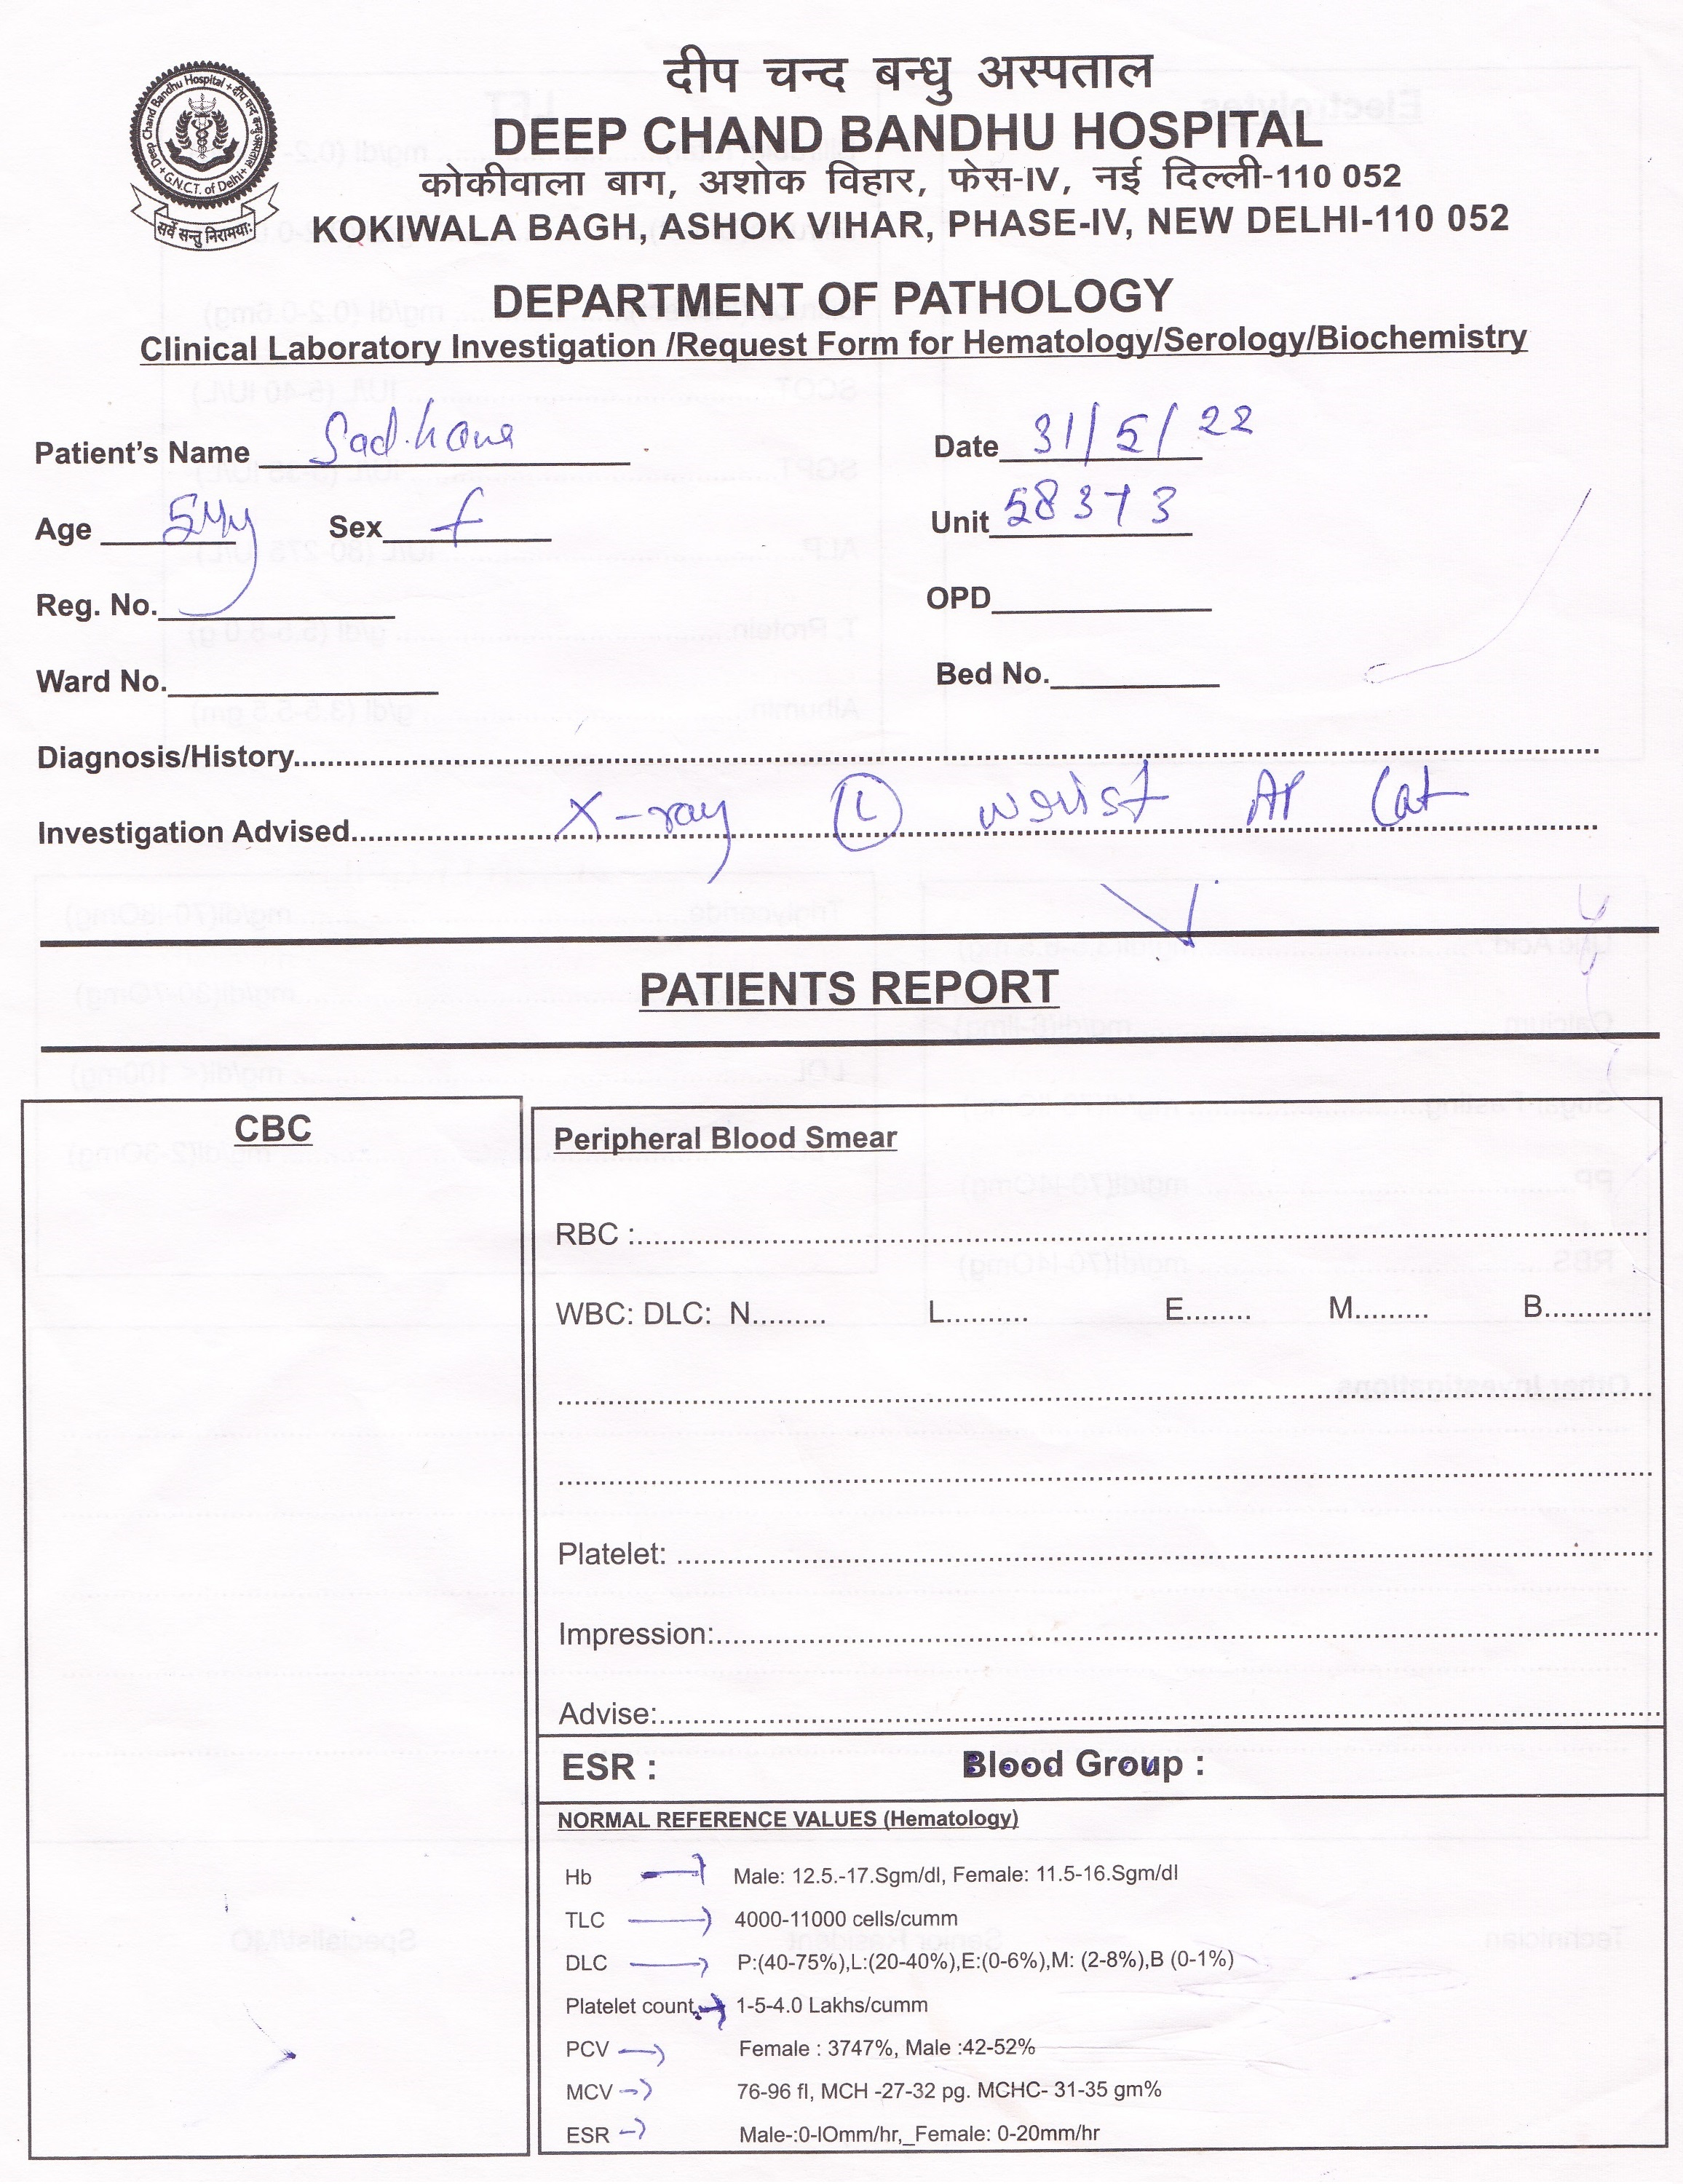 दीप चन्द बन्धु अस्पताल
DEEP CHAND BANDHU HOSPITAL
कोकीवाला बाग, अशोक विहार, फेस-IV, नई दिल्ली-110 052
KOKIWALA BAGH, ASHOK VIHAR, PHASE-IV, NEW DELHI-110 052
Deep Chand Bandhu Hospital + दीप चन्द बन्धु अस्पताल + G.N.C.T. of Delhi +
सर्वे सन्तु निरामयाः
DEPARTMENT OF PATHOLOGY
Clinical Laboratory Investigation /Request Form for Hematology/Serology/Biochemistry
Patient's Name Sadhana Date 31/5/22
Age Sex f Unit 58373
Reg. No. OPD
Ward No. Bed No.
Diagnosis/History
Investigation Advised X-ray (L) wrist AP Lat
PATIENTS REPORT
CBC
Peripheral Blood Smear
RBC :
WBC: DLC: N......... L.......... E....... M......... B.............
Platelet:
Impression:
Advise:
ESR : Blood Group :
NORMAL REFERENCE VALUES (Hematology)
Hb → Male: 12.5.-17.Sgm/dl, Female: 11.5-16.Sgm/dl
TLC → 4000-11000 cells/cumm
DLC → P:(40-75%),L:(20-40%),E:(0-6%),M: (2-8%),B (0-1%)
Platelet count → 1-5-4.0 Lakhs/cumm
PCV → Female : 3747%, Male :42-52%
MCV → 76-96 fl, MCH -27-32 pg. MCHC- 31-35 gm%
ESR → Male-:0-IOmm/hr,_Female: 0-20mm/hr